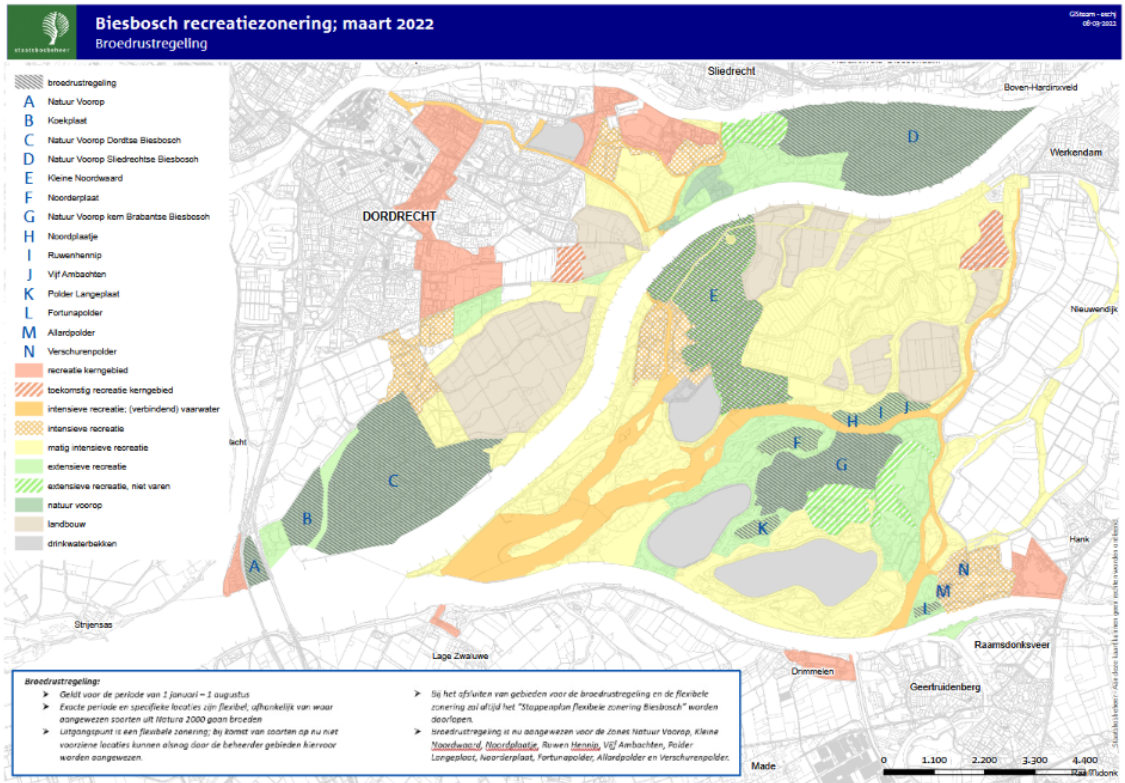 staatsbosbeheer
Biesbosch recreatiezonering; maart 2022
Broedrustregeling
GISteam - eschj
08-03-2022
broedrustregeling
A Natuur Voorop
B Koekplaat
C Natuur Voorop Dordtse Biesbosch
D Natuur Voorop Sliedrechtse Biesbosch
E Kleine Noordwaard
F Noorderplaat
G Natuur Voorop kern Brabantse Biesbosch
H Noordplaatje
I Ruwenhennip
J Vijf Ambachten
K Polder Langeplaat
L Fortunapolder
M Allardpolder
N Verschurenpolder
recreatie kerngebied
toekomstig recreatie kerngebied
intensieve recreatie; (verbindend) vaarwater
intensieve recreatie
matig intensieve recreatie
extensieve recreatie
extensieve recreatie, niet varen
natuur voorop
landbouw
drinkwaterbekken
Sliedrecht
Boven-Hardinxveld
D
Werkendam
DORDRECHT
E
Nieuwendijk
H I J
F
G
C
B
K
A
Hank
N
M
L
Strijensas
Lage Zwaluwe
Raamsdonksveer
Drimmelen
Geertruidenberg
Made
0 1.100 2.200 3.300 4.400
Broedrustregeling:
Geldt voor de periode van 1 januari – 1 augustus
Exacte periode en specifieke locaties zijn flexibel, afhankelijk van waar
aangewezen soorten uit Natura 2000 gaan broeden
Uitgangspunt is een flexibele zonering; bij komst van soorten op nu niet
voorziene locaties kunnen alsnog door de beheerder gebieden hiervoor
worden aangewezen.
Bij het afsluiten van gebieden voor de broedrustregeling en de flexibele
zonering zal altijd het "Stappenplan flexibele zonering Biesbosch" worden
doorlopen.
Broedrustregeling is nu aangewezen voor de Zones Natuur Voorop, Kleine
Noordwaard, Noordplaatje, Ruwen Hennip, Vijf Ambachten, Polder
Langeplaat, Noorderplaat, Fortunapolder, Allardpolder en Verschurenpolder.